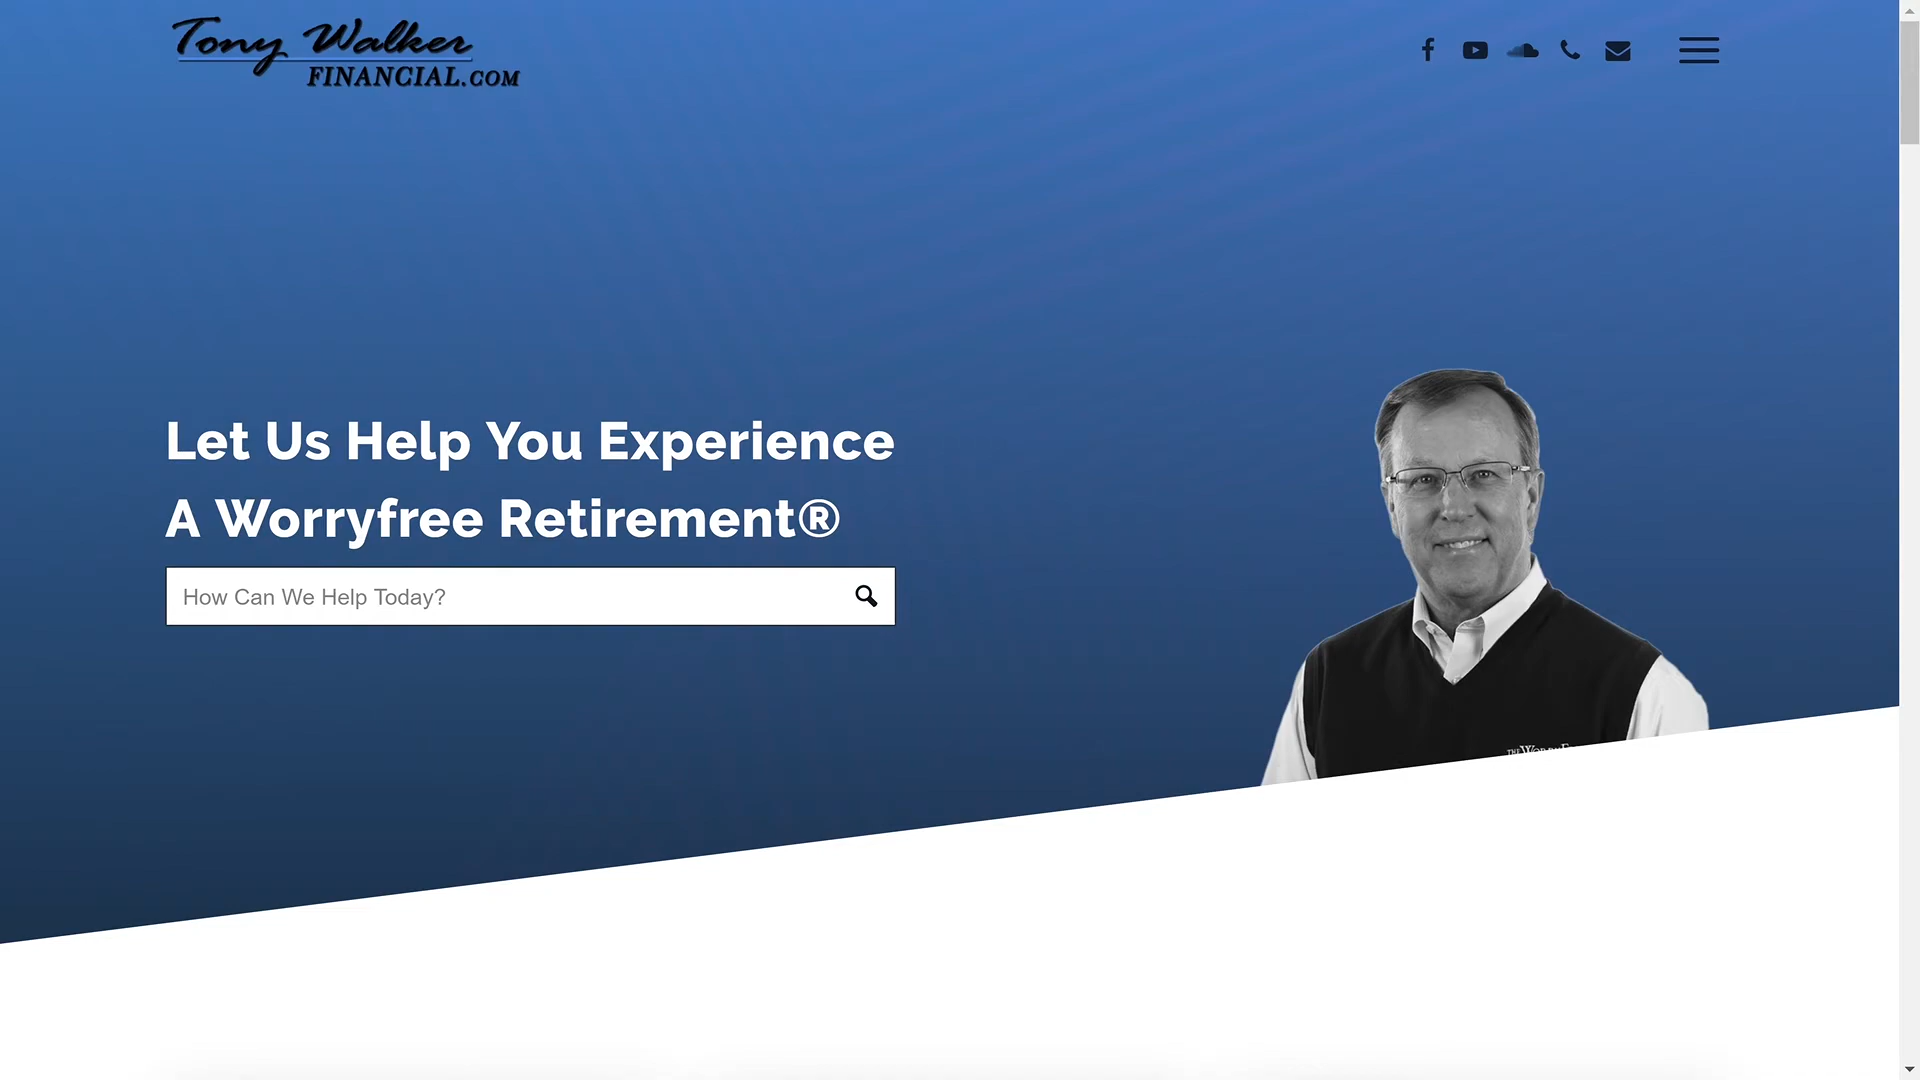 Tony Walker
FINANCIAL.COM
Let Us Help You Experience
A Worryfree Retirement®
How Can We Help Today?